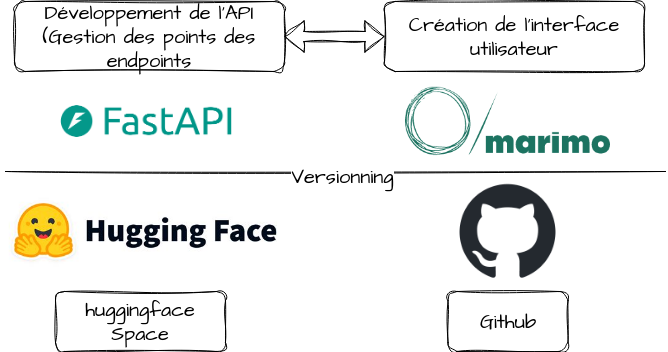 Développement de l'API
(Gestion des points des
endpoints
Création de l'interface
utilisateur
FastAPI
marimo
Versionning
Hugging Face
huggingface
Space
Github